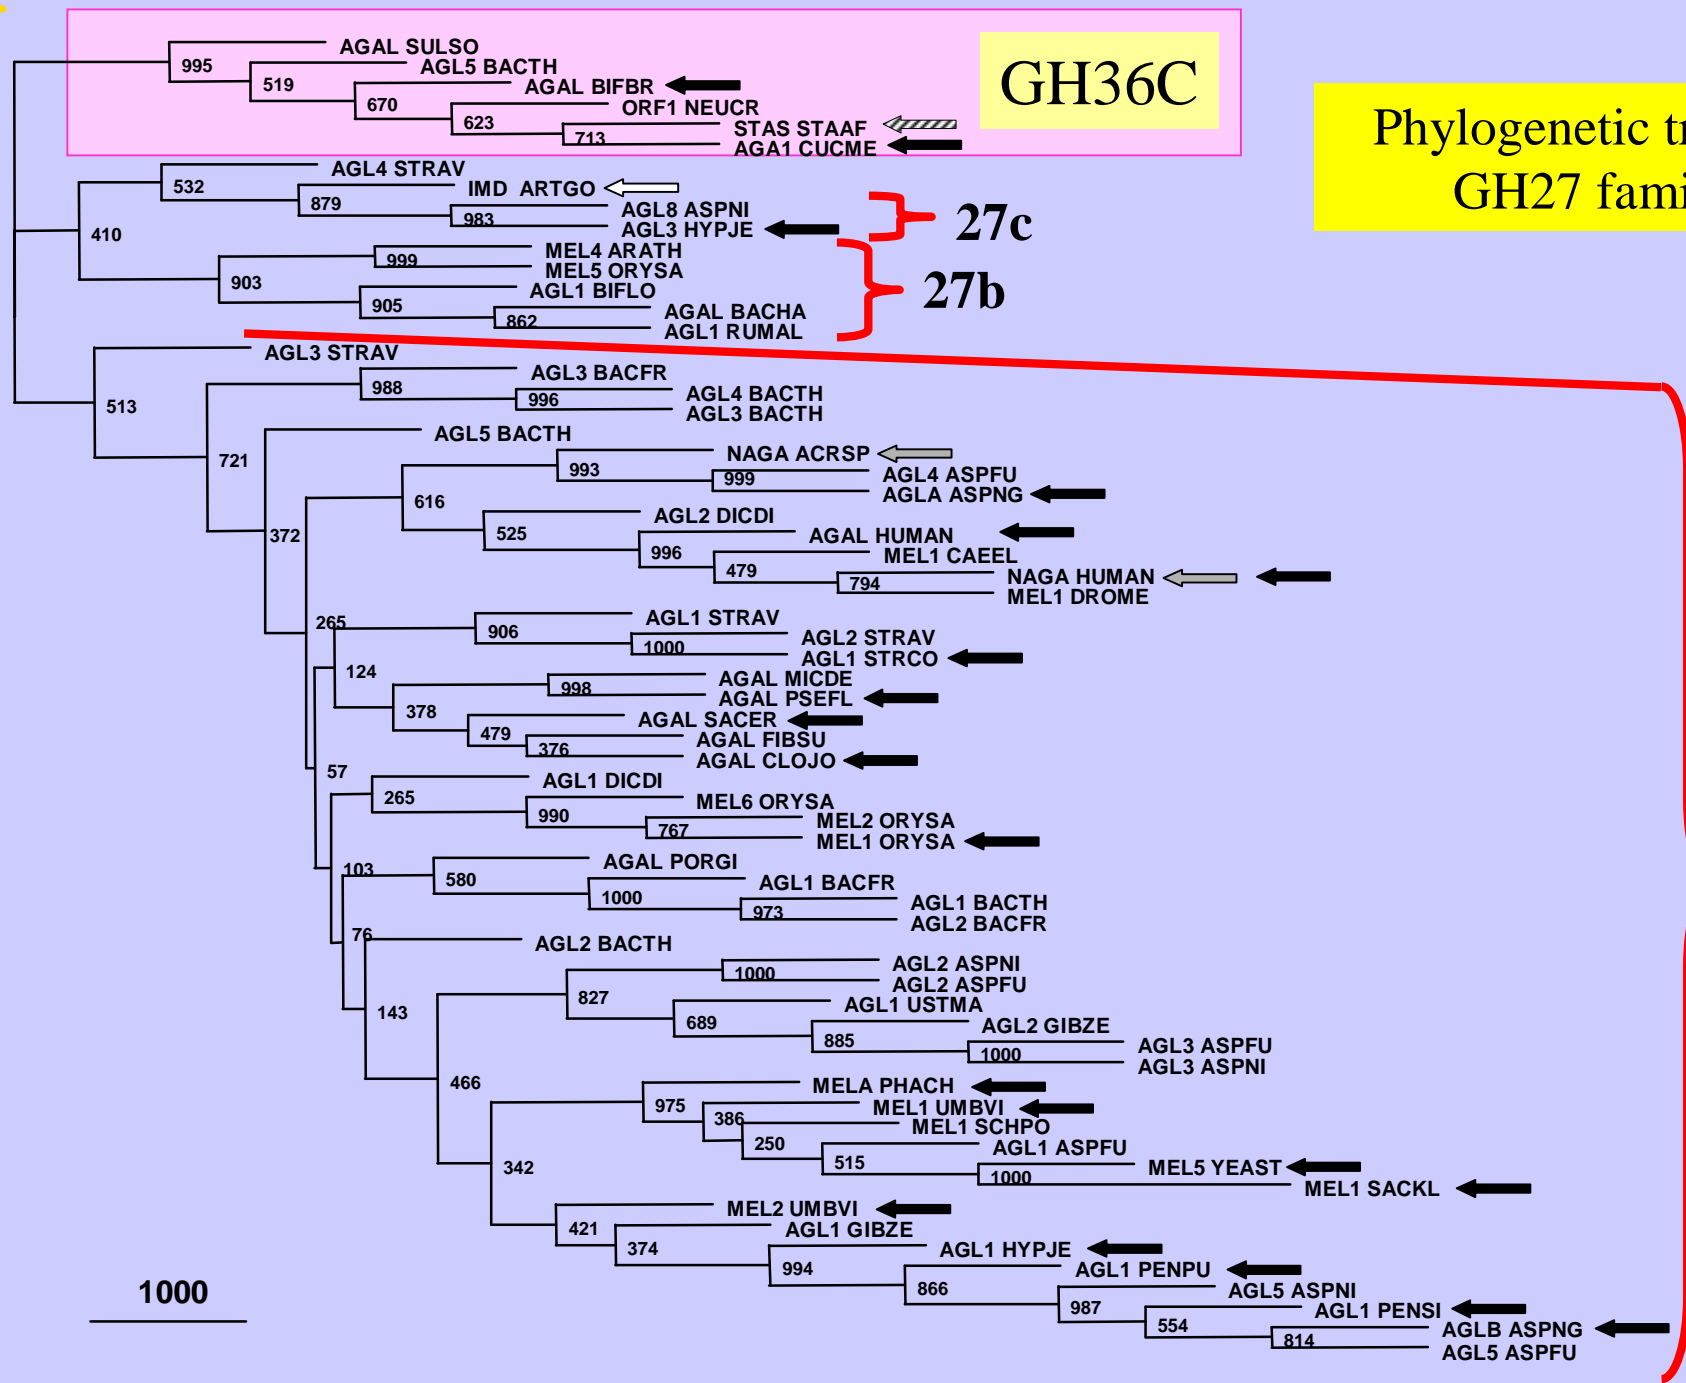 AGAL SULSO
995
AGL5 BACTH
519
AGAL BIFBR
670
ORF1 NEUCR
623
STAS STAAF
713
AGA1 CUCME
GH36C
Phylogenetic
GH27
AGL4 STRAV
532
IMD ARTGO
879
AGL8 ASPNI
983
AGL3 HYPJE
27c
410
MEL4 ARATH
999
MEL5 ORYSA
903
AGL1 BIFLO
905
AGAL BACHA
862
AGL1 RUMAL
27b
AGL3 STRAV
513
AGL3 BACFR
988
AGL4 BACTH
996
AGL3 BACTH
721
AGL5 BACTH
372
NAGA ACRSP
993
AGL4 ASPFU
999
AGLA ASPNG
616
AGL2 DICDI
525
AGAL HUMAN
996
MEL1 CAEEL
479
NAGA HUMAN
794
MEL1 DROME
265
AGL1 STRAV
906
AGL2 STRAV
1000
AGL1 STRCO
124
AGAL MICDE
998
AGAL PSEFL
378
AGAL SACER
479
AGAL FIBSU
376
AGAL CLOJO
57
AGL1 DICDI
265
MEL6 ORYSA
990
MEL2 ORYSA
767
MEL1 ORYSA
103
AGAL PORGI
580
AGL1 BACFR
1000
AGL1 BACTH
973
AGL2 BACFR
76
AGL2 BACTH
143
AGL2 ASPNI
1000
AGL2 ASPFU
827
AGL1 USTMA
689
AGL2 GIBZE
885
AGL3 ASPFU
1000
AGL3 ASPNI
466
MELA PHACH
975
MEL1 UMBVI
386
MEL1 SCHPO
250
AGL1 ASPFU
515
MEL5 YEAST
1000
MEL1 SACKL
342
MEL2 UMBVI
421
AGL1 GIBZE
374
AGL1 HYPJE
994
AGL1 PENPU
866
AGL5 ASPNI
987
AGL1 PENSI
554
AGLB ASPNG
814
AGL5 ASPFU
1000